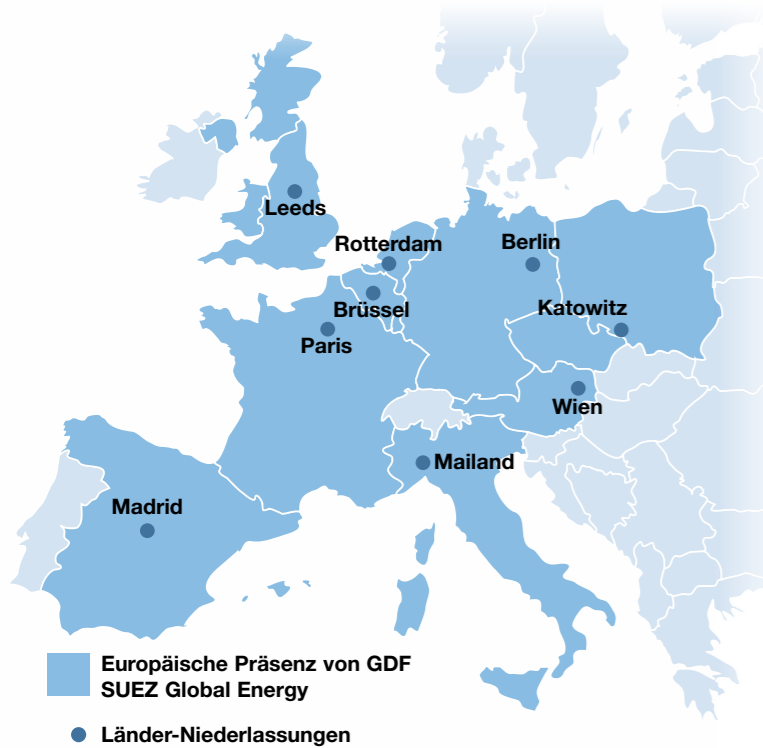 Leeds
Rotterdam
Berlin
Brüssel
Katowitz
Paris
Wien
Mailand
Madrid
Europäische Präsenz von GDF
SUEZ Global Energy
Länder-Niederlassungen